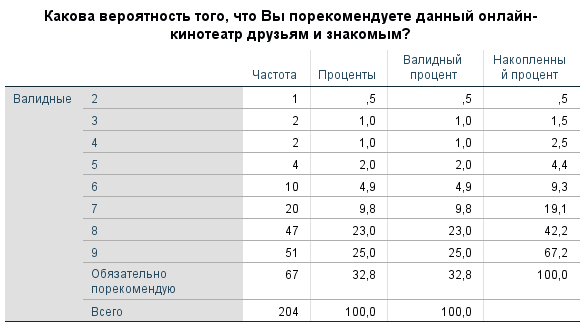 Какова вероятность того, что Вы порекомендуете данный онлайн-
кинотеатр друзьям и знакомым?
Частота Проценты Валидный процент Накопленны й процент
Валидные 2 1 ,5 ,5 ,5
3 2 1,0 1,0 1,5
4 2 1,0 1,0 2,5
5 4 2,0 2,0 4,4
6 10 4,9 4,9 9,3
7 20 9,8 9,8 19,1
8 47 23,0 23,0 42,2
9 51 25,0 25,0 67,2
Обязательно порекомендую 67 32,8 32,8 100,0
Всего 204 100,0 100,0